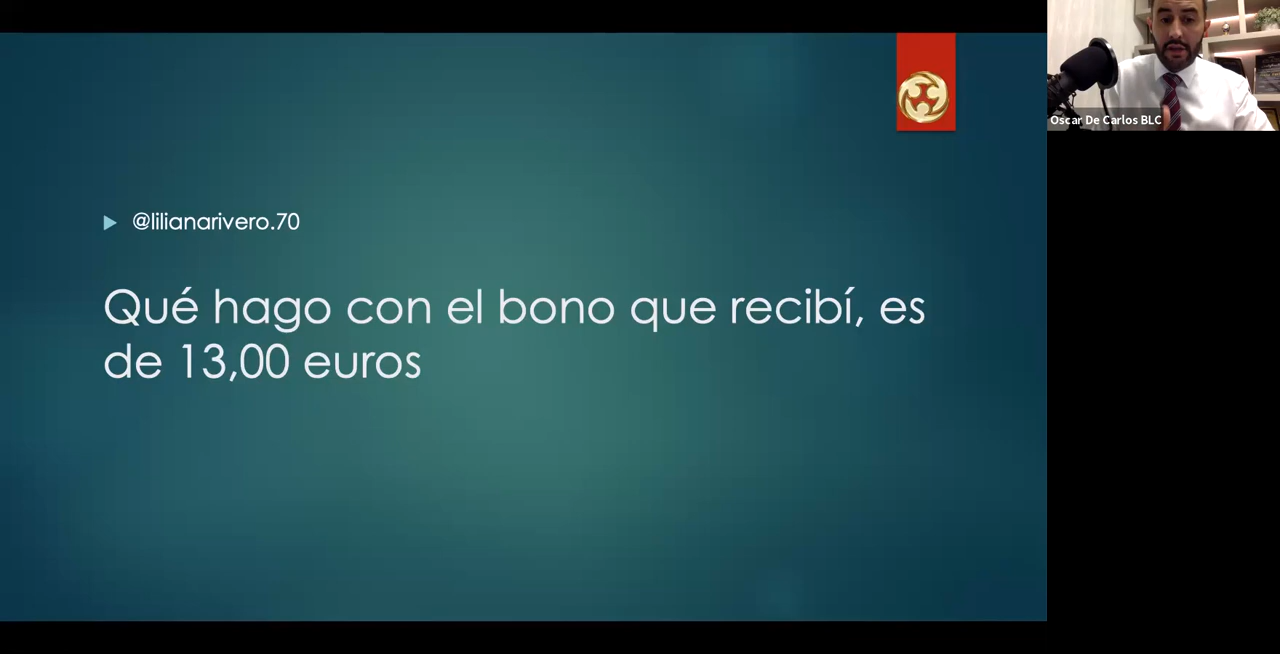 @lilianarivero.70
Qué hago con el bono que recibí, es
de 13,00 euros
Oscar De Carlos BLC